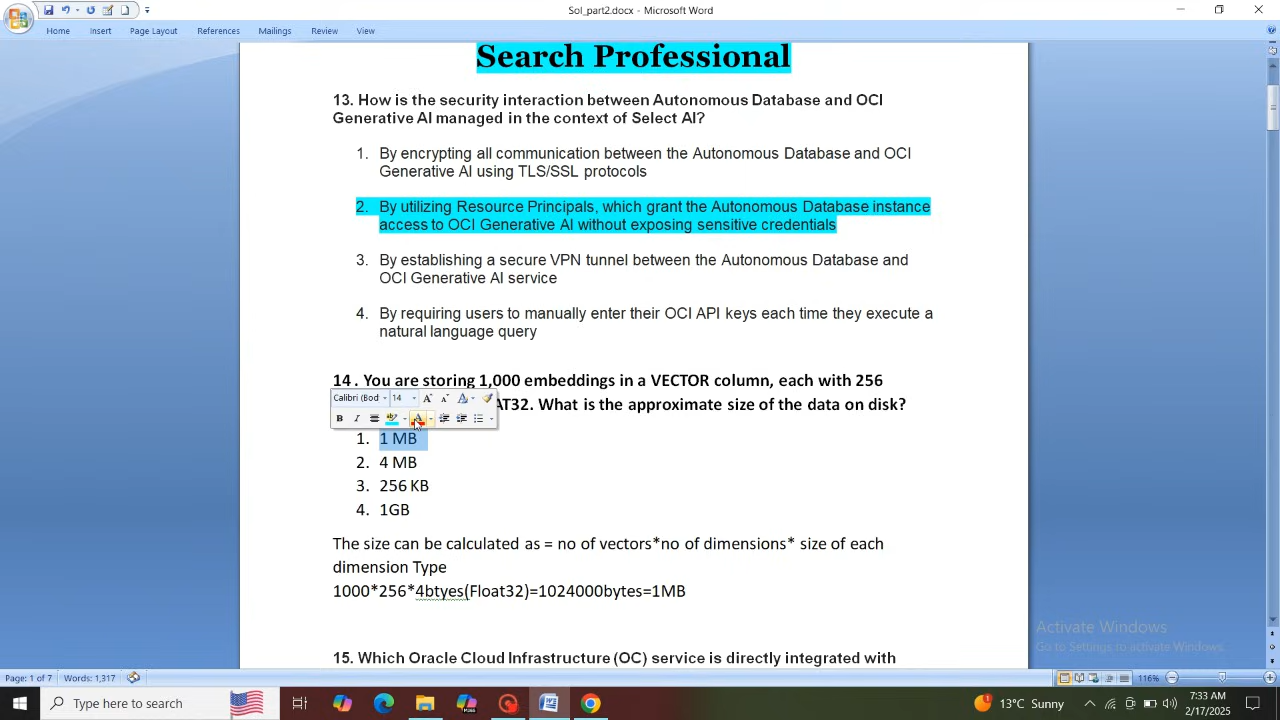 Sol_part2.docx - Microsoft Word
Home Insert Page Layout References Mailings Review View
Search Professional
13. How is the security interaction between Autonomous Database and OCI
Generative AI managed in the context of Select AI?
1. By encrypting all communication between the Autonomous Database and OCI
Generative AI using TLS/SSL protocols
2. By utilizing Resource Principals, which grant the Autonomous Database instance
access to OCI Generative AI without exposing sensitive credentials
3. By establishing a secure VPN tunnel between the Autonomous Database and
OCI Generative AI service
4. By requiring users to manually enter their OCI API keys each time they execute a
natural language query
14 . You are storing 1,000 embeddings in a VECTOR column, each with 256
AT32. What is the approximate size of the data on disk?
Calibri (Bod 14
1. 1 MB
2. 4 MB
3. 256 KB
4. 1GB
The size can be calculated as = no of vectors*no of dimensions* size of each
dimension Type
1000*256*4btyes(Float32)=1024000bytes=1MB
15. Which Oracle Cloud Infrastructure (OC) service is directly integrated with
Activate Windows
Go to Settings to activate Windows.
Page: 1 of 7 Words: 1,317 116%
Type here to search
13°C Sunny
7:33 AM
2/17/2025